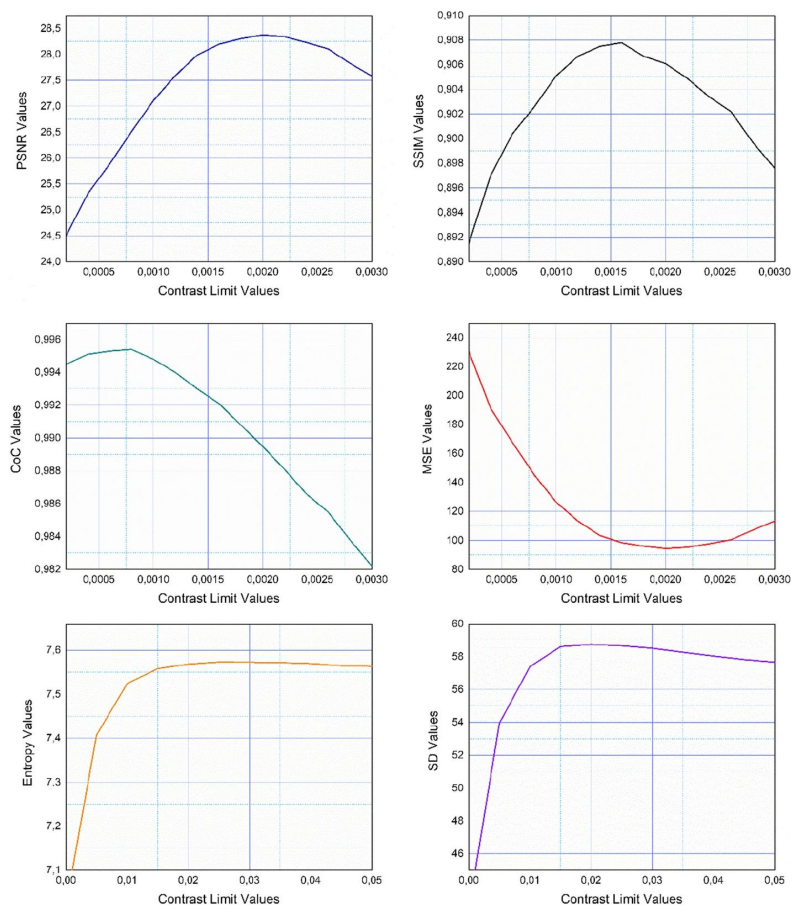 PSNR Values
28,5
28,0
27,5
27,0
26,5
26,0
25,5
25,0
24,5
24,0
0,0005 0,0010 0,0015 0,0020 0,0025 0,0030
Contrast Limit Values
SSIM Values
0,910
0,908
0,906
0,904
0,902
0,900
0,898
0,896
0,894
0,892
0,890
0,0005 0,0010 0,0015 0,0020 0,0025 0,0030
Contrast Limit Values
CoC Values
0,996
0,994
0,992
0,990
0,988
0,986
0,984
0,982
0,0005 0,0010 0,0015 0,0020 0,0025 0,0030
Contrast Limit Values
MSE Values
240
220
200
180
160
140
120
100
80
0,0005 0,0010 0,0015 0,0020 0,0025 0,0030
Contrast Limit Values
Entropy Values
7,6
7,5
7,4
7,3
7,2
7,1
0,00 0,01 0,02 0,03 0,04 0,05
Contrast Limit Values
SD Values
60
58
56
54
52
50
48
46
0,00 0,01 0,02 0,03 0,04 0,05
Contrast Limit Values